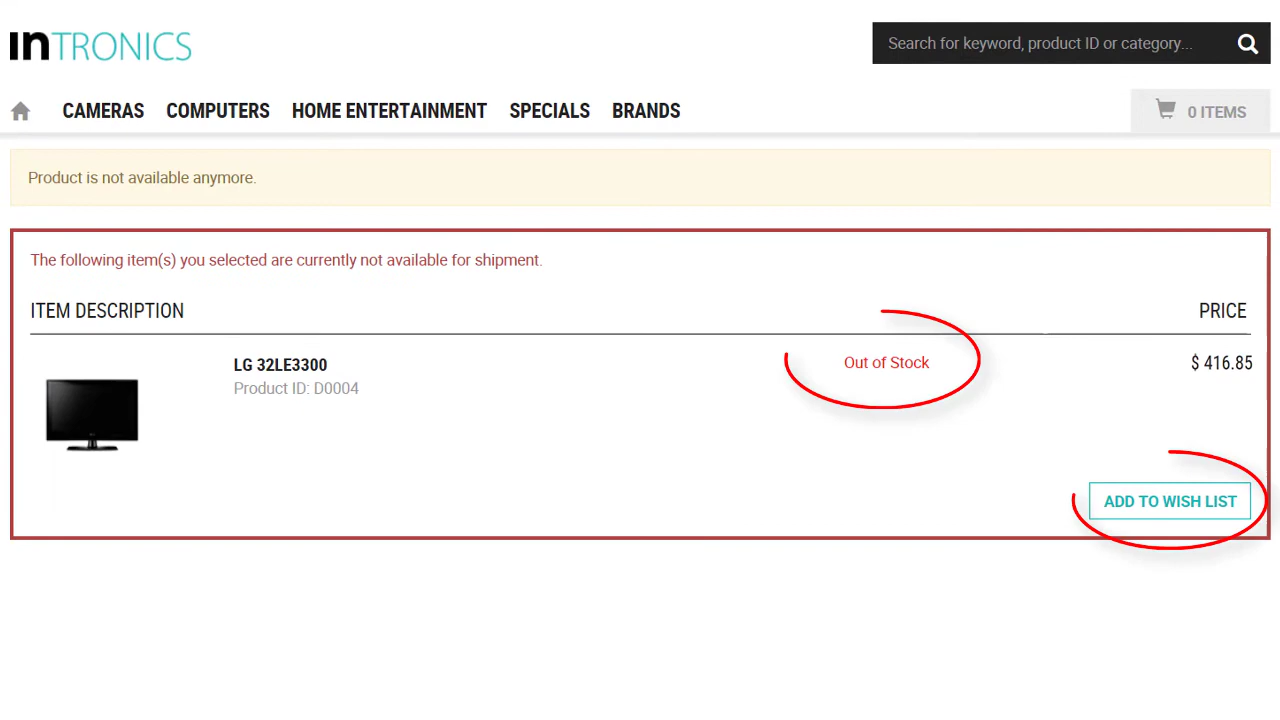 inTRONICS
Search for keyword, product ID or category...
CAMERAS COMPUTERS HOME ENTERTAINMENT SPECIALS BRANDS
0 ITEMS
Product is not available anymore.
The following item(s) you selected are currently not available for shipment.
ITEM DESCRIPTION PRICE
LG 32LE3300 Out of Stock $ 416.85
Product ID: D0004
ADD TO WISH LIST